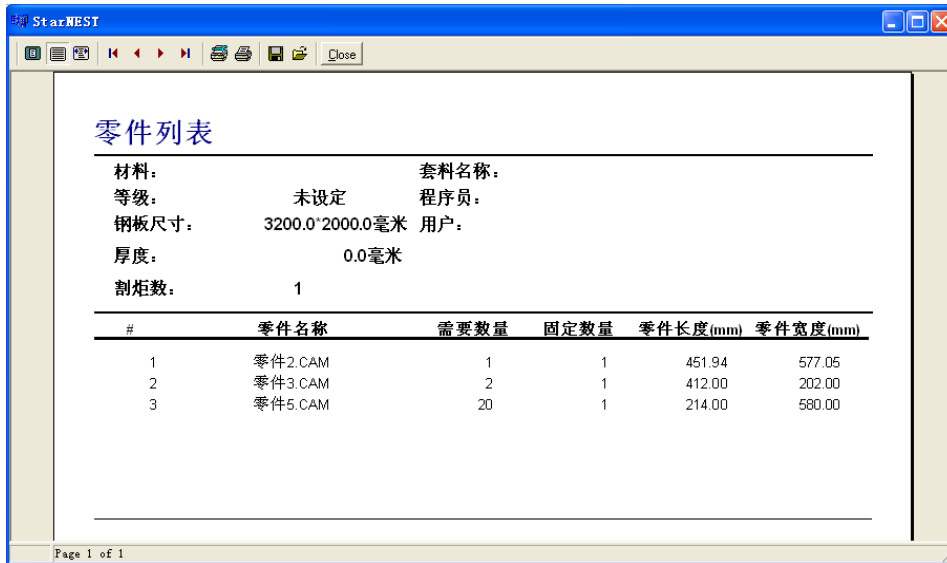 StarNEST
Close
零件列表
材料： 套料名称：
等级： 未设定 程序员：
钢板尺寸： 3200.0*2000.0毫米 用户：
厚度： 0.0毫米
割炬数： 1
# 零件名称 需要数量 固定数量 零件长度(mm) 零件宽度(mm)
1 零件2.CAM 1 1 451.94 577.05
2 零件3.CAM 2 1 412.00 202.00
3 零件5.CAM 20 1 214.00 580.00
Page 1 of 1